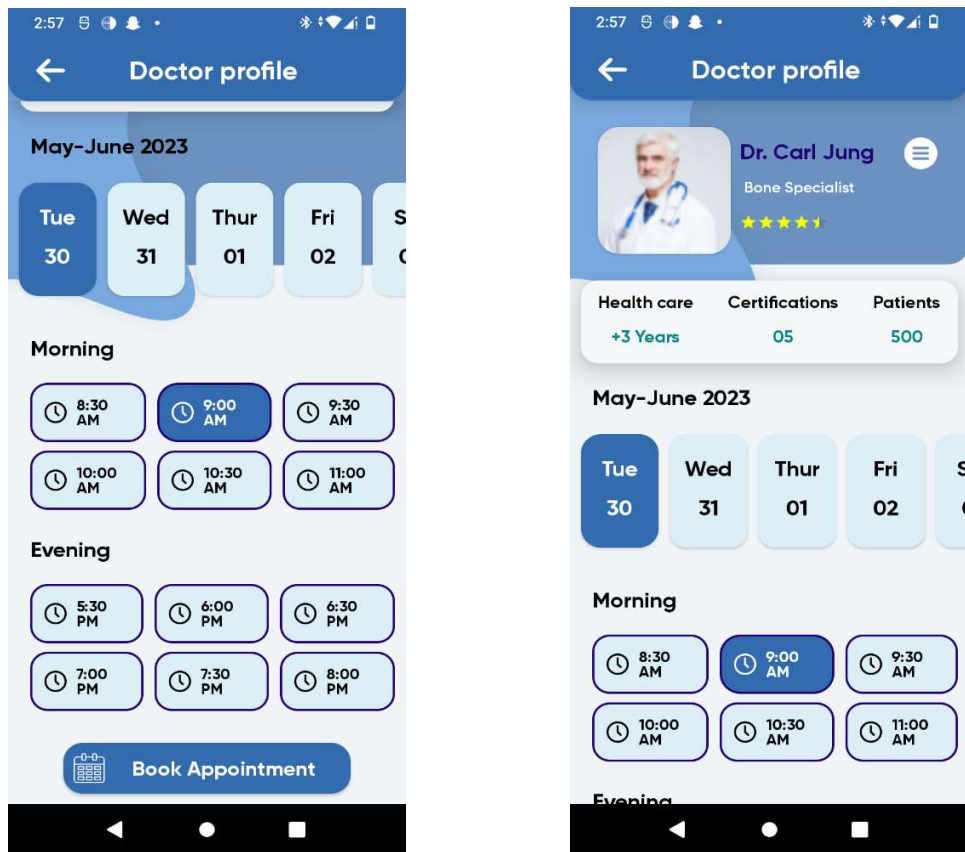 2:57
Doctor profile
May-June 2023
Tue Wed Thur Fri S
30 31 01 02
Morning
8:30 AM 9:00 AM 9:30 AM
10:00 AM 10:30 AM 11:00 AM
Evening
5:30 PM 6:00 PM 6:30 PM
7:00 PM 7:30 PM 8:00 PM
Book Appointment
2:57
Doctor profile
Dr. Carl Jung
Bone Specialist
Health care Certifications Patients
+3 Years 05 500
May-June 2023
Tue Wed Thur Fri S
30 31 01 02
Morning
8:30 AM 9:00 AM 9:30 AM
10:00 AM 10:30 AM 11:00 AM
Evening